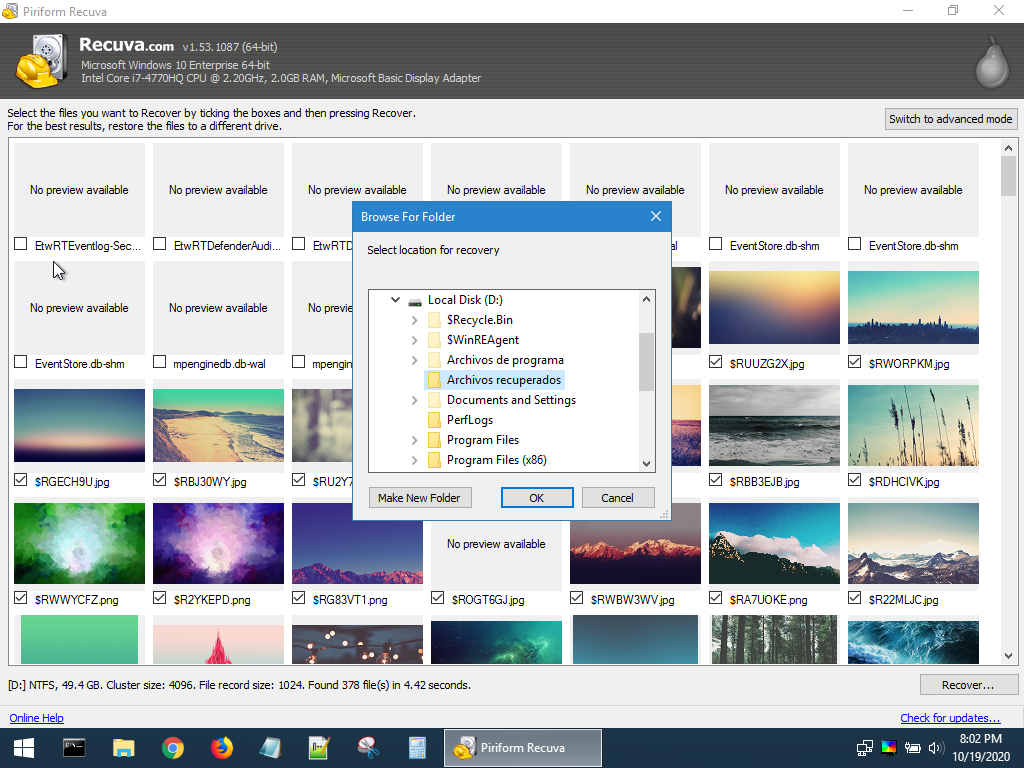 Piriform Recuva
Recuva.com v1.53.1087 (64-bit)
Microsoft Windows 10 Enterprise 64-bit
Intel Core i7-4770HQ CPU @ 2.20GHz, 2.0GB RAM, Microsoft Basic Display Adapter
Select the files you want to Recover by ticking the boxes and then pressing Recover.
For the best results, restore the files to a different drive.
Switch to advanced mode
No preview available No preview available No preview available No preview available No preview available No preview available No preview available
EtwRTEventlog-Sec... EtwRTDefenderAudi... EtwRTD al EventStore.db-shm EventStore.db-shm
No preview available No preview available No previe
EventStore.db-shm mpenginedb.db-wal mpengine $RUUZG2X.jpg $RWORPKM.jpg
$RGECH9U.jpg $RBJ30WY.jpg $RU2Y7 $RBB3EJB.jpg $RDHCIVK.jpg
No preview available
$RWWYCFZ.png $R2YKEPD.png $RG83VT1.png $ROGT6GJ.jpg $RWBW3WV.jpg $RA7UOKE.png $R22MLJC.jpg
Browse For Folder
Select location for recovery
Local Disk (D:)
$Recycle.Bin
$WinREAgent
Archivos de programa
Archivos recuperados
Documents and Settings
PerfLogs
Program Files
Program Files (x86)
Make New Folder OK Cancel
[D:] NTFS, 49.4 GB. Cluster size: 4096. File record size: 1024. Found 378 file(s) in 4.42 seconds.
Recover...
Online Help Check for updates...
Piriform Recuva
8:02 PM
10/19/2020